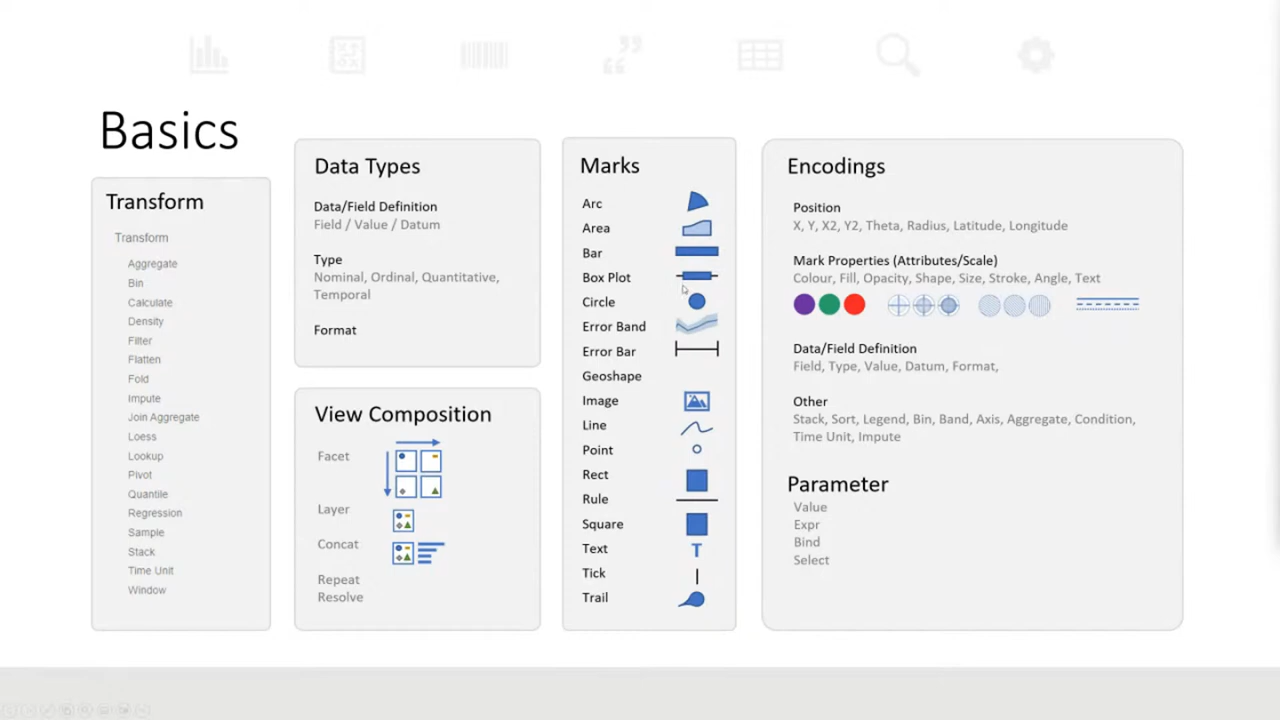 Basics
Transform
Transform
Aggregate
Bin
Calculate
Density
Filter
Flatten
Fold
Impute
Join Aggregate
Loess
Lookup
Pivot
Quantile
Regression
Sample
Stack
Time Unit
Window
Data Types
Data/Field Definition
Field / Value / Datum
Type
Nominal, Ordinal, Quantitative,
Temporal
Format
View Composition
Facet
Layer
Concat
Repeat
Resolve
Marks
Arc
Area
Bar
Box Plot
Circle
Error Band
Error Bar
Geoshape
Image
Line
Point
Rect
Rule
Square
Text
T
Tick
Trail
Encodings
Position
X, Y, X2, Y2, Theta, Radius, Latitude, Longitude
Mark Properties (Attributes/Scale)
Colour, Fill, Opacity, Shape, Size, Stroke, Angle, Text
Data/Field Definition
Field, Type, Value, Datum, Format,
Other
Stack, Sort, Legend, Bin, Band, Axis, Aggregate, Condition,
Time Unit, Impute
Parameter
Value
Expr
Bind
Select